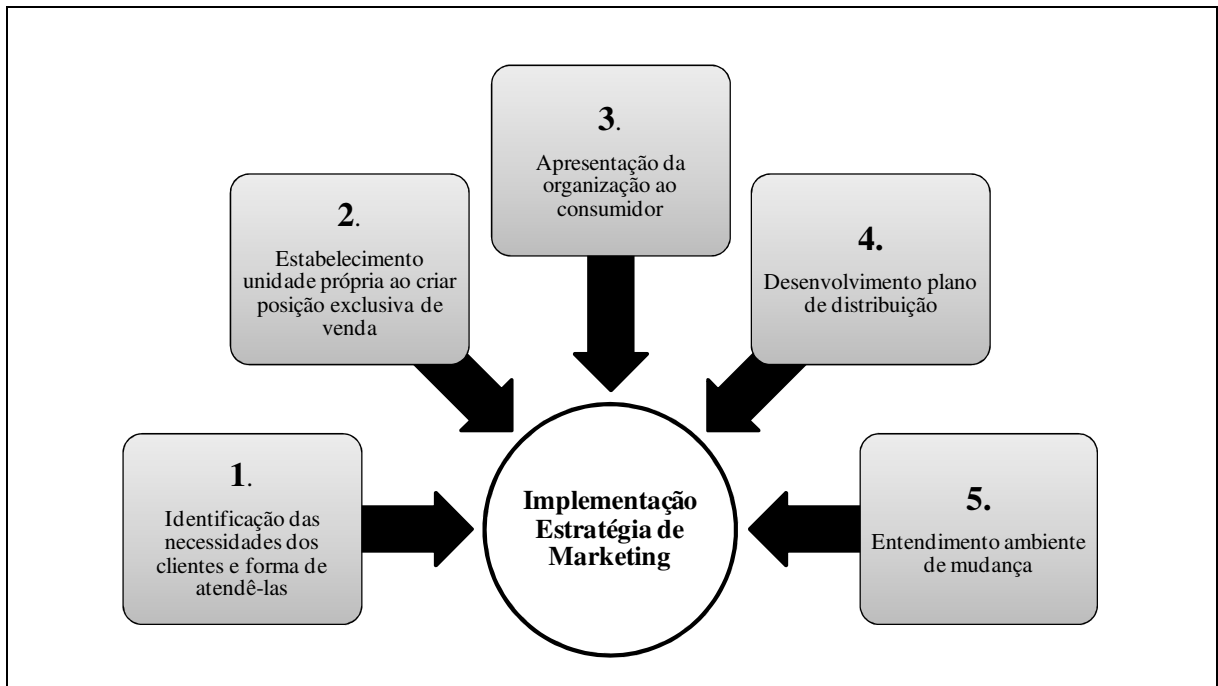 1.
Identificação das
necessidades dos
clientes e forma de
atendê-las
2.
Estabelecimento
unidade própria ao criar
posição exclusiva de
venda
3.
Apresentação da
organização ao
consumidor
4.
Desenvolvimento plano
de distribuição
5.
Entendimento ambiente
de mudança
Implementação
Estratégia de
Marketing